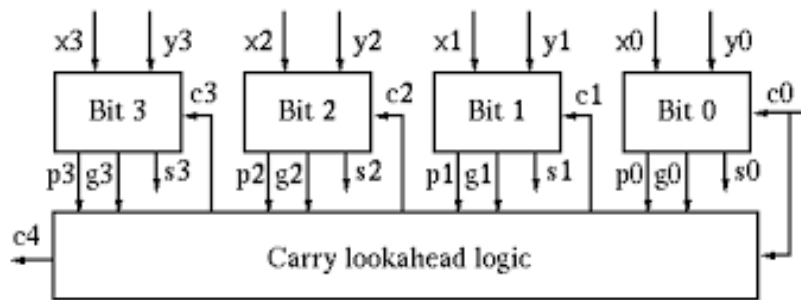 x3 y3 x2 y2 x1 y1 x0 y0
Bit 3 c3 Bit 2 c2 Bit 1 c1 Bit 0 c0
p3 g3 s3 p2 g2 s2 p1 g1 s1 p0 g0 s0
c4 Carry lookahead logic